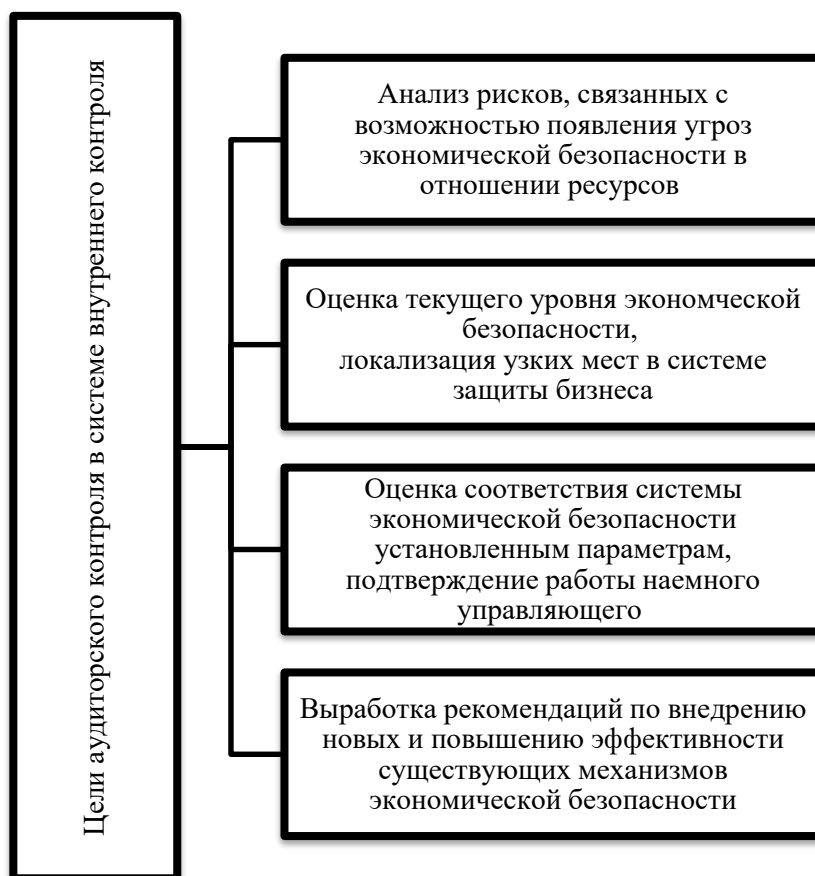 Цели аудиторского контроля в системе внутреннего контроля
Анализ рисков, связанных с
возможностью появления угроз
экономической безопасности в
отношении ресурсов
Оценка текущего уровня экономческой
безопасности,
локализация узких мест в системе
защиты бизнеса
Оценка соответствия системы
экономической безопасности
установленным параметрам,
подтверждение работы наемного
управляющего
Выработка рекомендаций по внедрению
новых и повышению эффективности
существующих механизмов
экономической безопасности